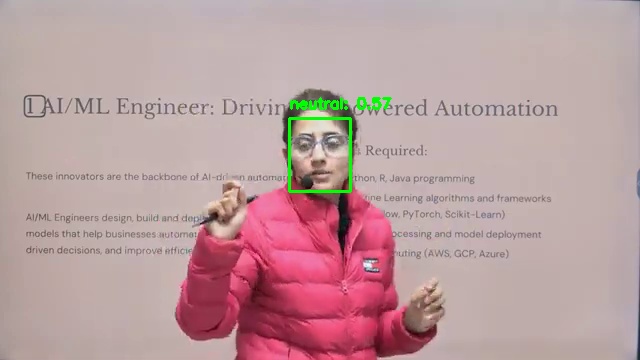 1 AI/ML Engineer: Drivin owered Automation
neutral: 0.57
Required:
These innovators are the backbone of AI-driven automat thon, R, Java programming
ine Learning algorithms and frameworks
AI/ML Engineers design, build and depl low, PyTorch, Scikit-Learn)
models that help businesses automat ocessing and model deployment
driven decisions, and improve efficie puting (AWS, GCP, Azure)